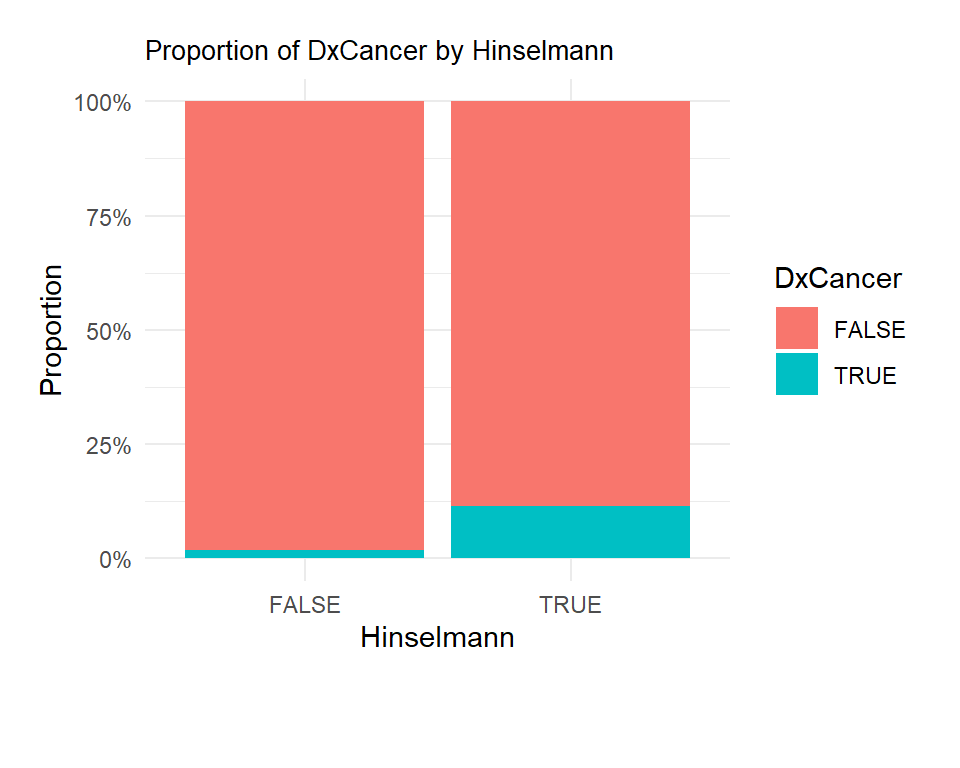 Proportion of DxCancer by Hinselmann
100%
75%
50%
25%
0%
Proportion
FALSE TRUE
Hinselmann
DxCancer
FALSE
TRUE